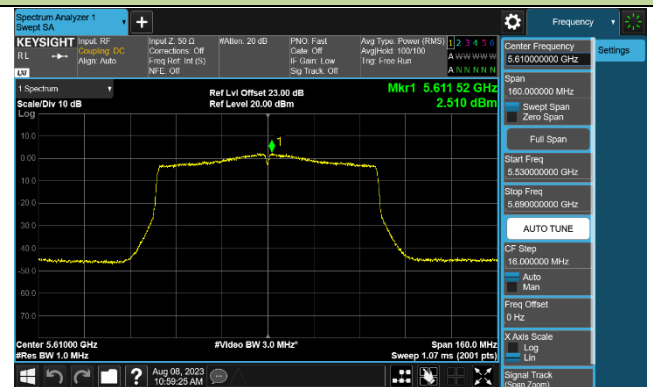 Spectrum Analyzer 1
Swept SA
+
Frequency
KEYSIGHT
RL
LXI
Input: RF
Coupling: DC
Align: Auto
Input Z: 50 Ω
Corrections: Off
Freq Ref: Int (S)
NFE: Off
#Atten: 20 dB
PNO: Fast
Gate: Off
IF Gain: Low
Sig Track: Off
Avg Type: Power (RMS)
Avg|Hold: 100/100
Trig: Free Run
1 2 3 4 5 6
A W W W W W
A N N N N N
Center Frequency
5.610000000 GHz
Settings
Span
160.000000 MHz
Swept Span
Zero Span
Full Span
Start Freq
5.530000000 GHz
Stop Freq
5.690000000 GHz
AUTO TUNE
CF Step
16.000000 MHz
Auto
Man
Freq Offset
0 Hz
X Axis Scale
Log
Lin
Signal Track
(Span Zoom)
1 Spectrum
Scale/Div 10 dB
Log
Ref Lvl Offset 23.00 dB
Ref Level 20.00 dBm
Mkr1 5.611 52 GHz
2.510 dBm
1
10.0
0.00
-10.0
-20.0
-30.0
-40.0
-50.0
-60.0
-70.0
Center 5.61000 GHz
#Res BW 1.0 MHz
#Video BW 3.0 MHz*
Span 160.0 MHz
Sweep 1.07 ms (2001 pts)
?
Aug 08, 2023
10:59:25 AM